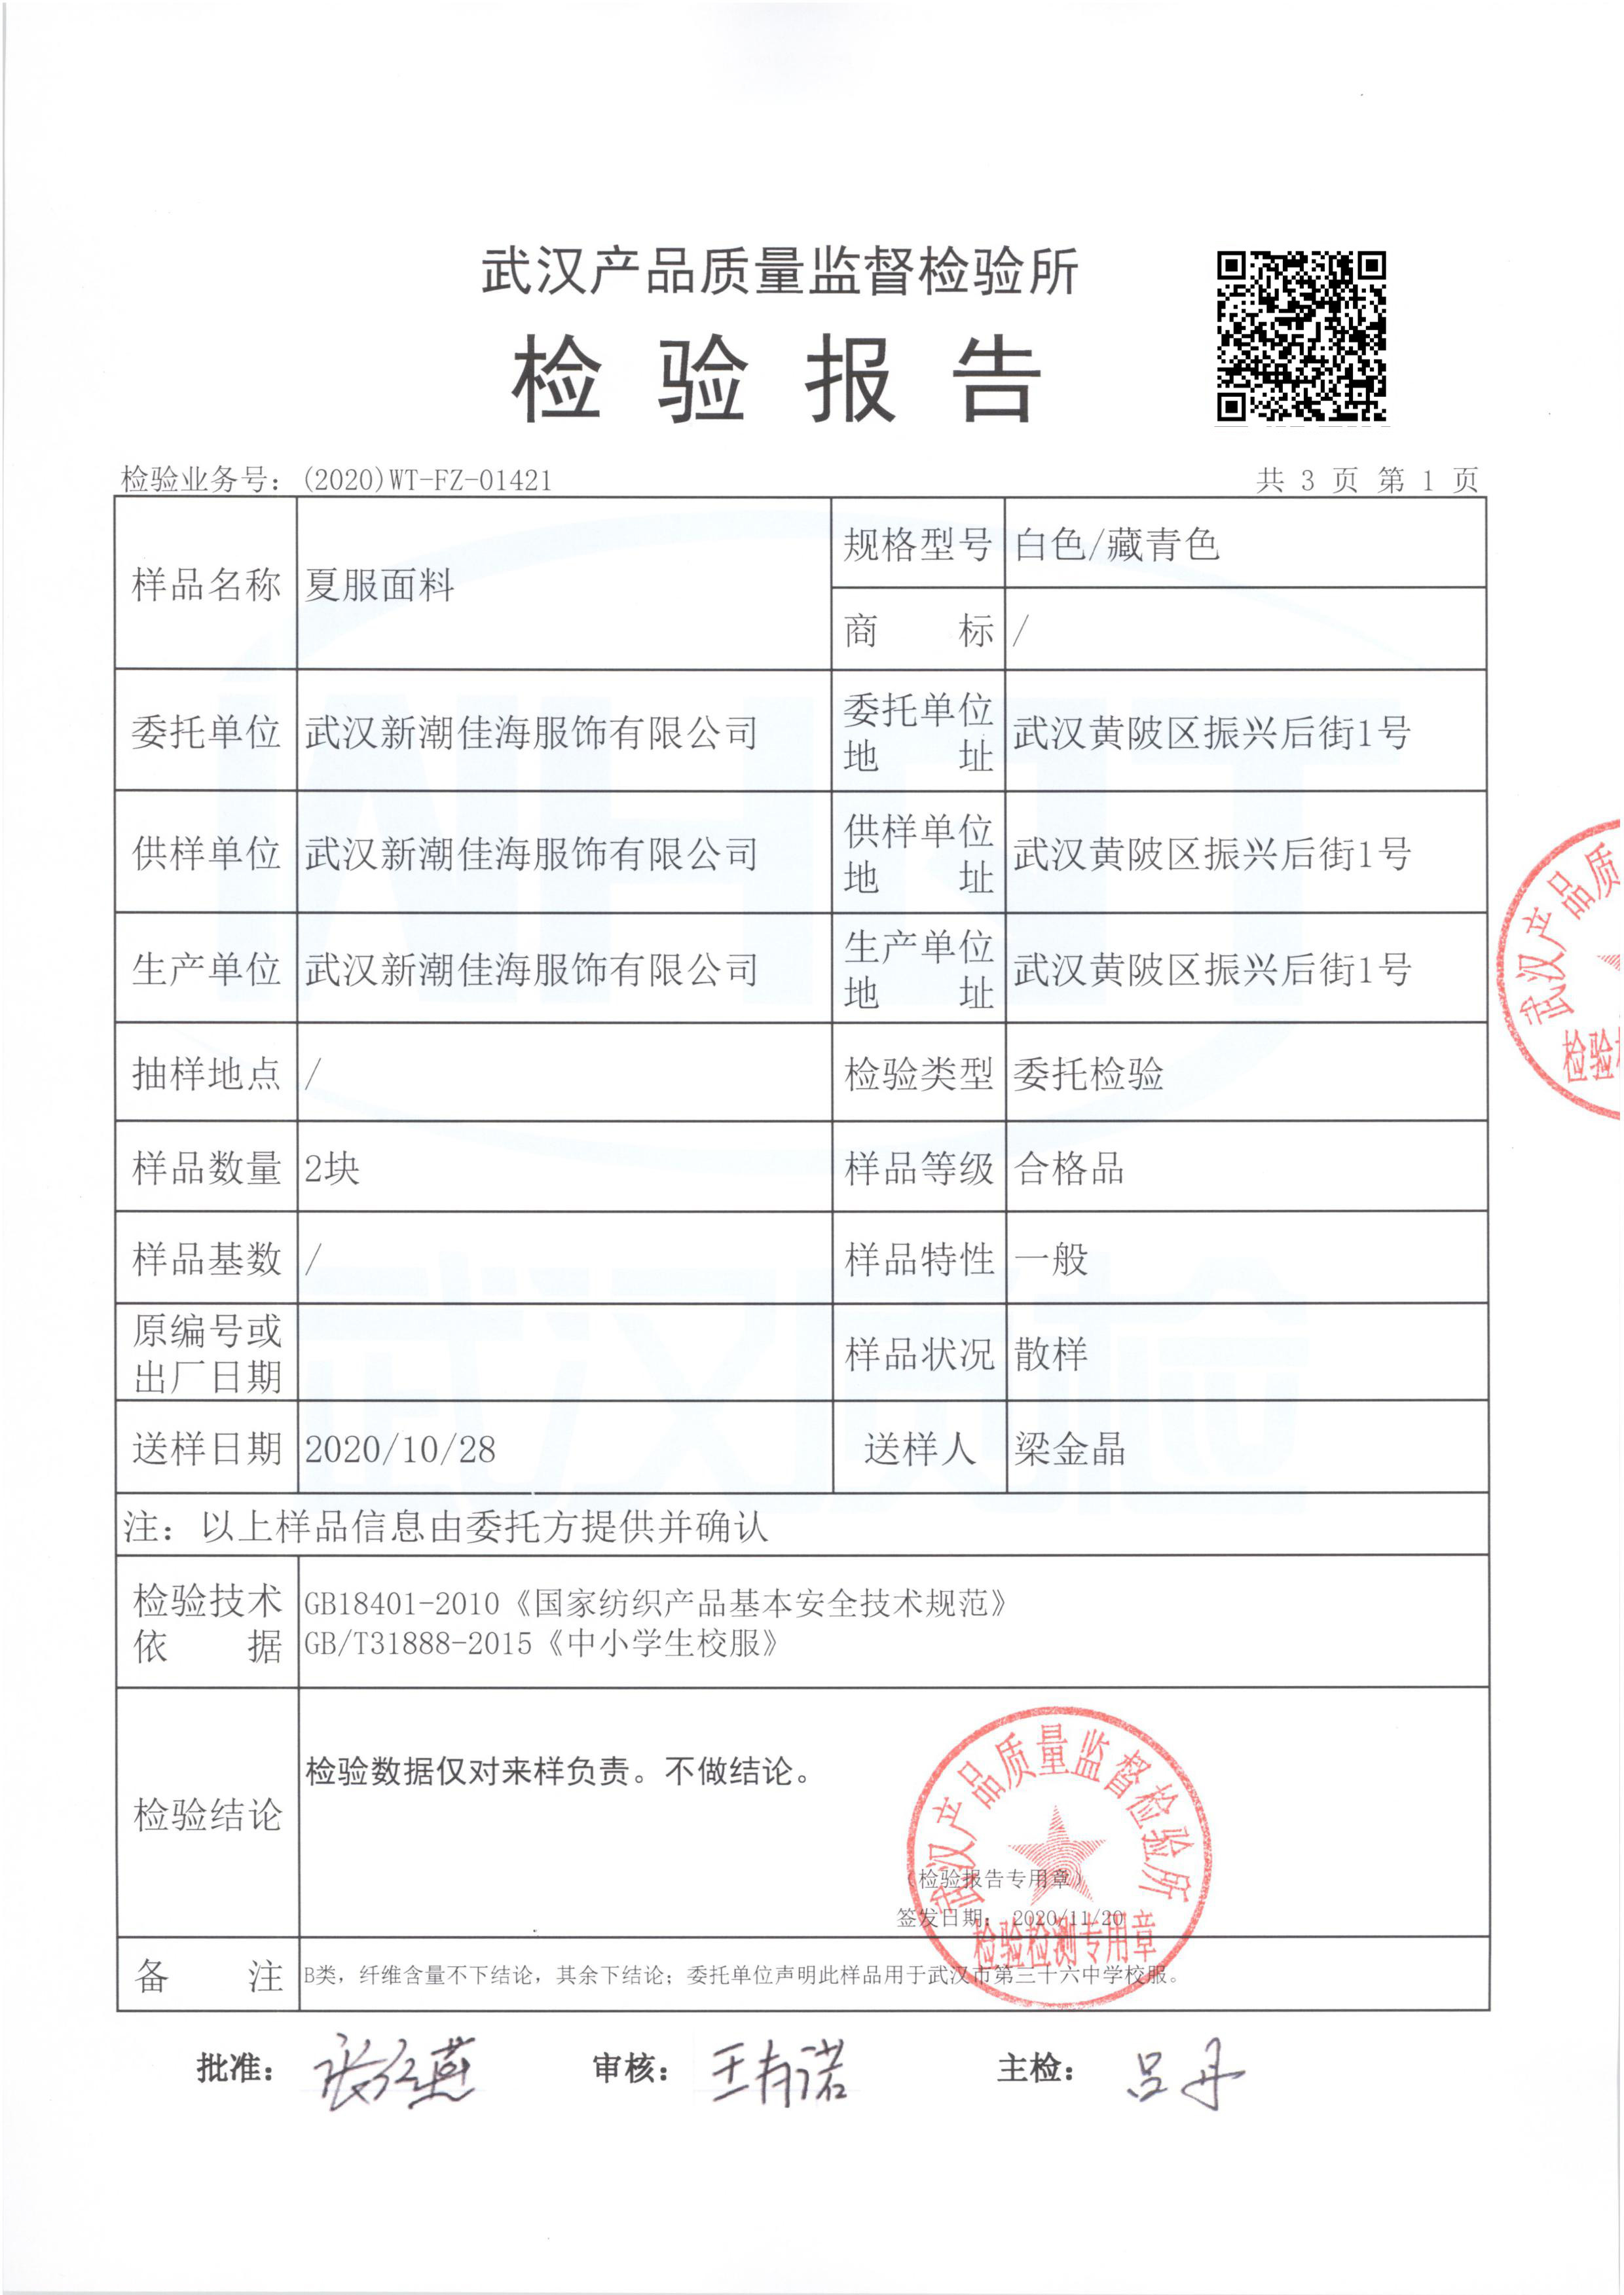 武汉产品质量监督检验所
检验报告
检验业务号：(2020)WT-FZ-01421
共 3 页 第 1 页
样品名称 夏服面料
规格型号 白色/藏青色
商 标 /
委托单位 武汉新潮佳海服饰有限公司
委托单位
地 址
武汉黄陂区振兴后街1号
供样单位 武汉新潮佳海服饰有限公司
供样单位
地 址
武汉黄陂区振兴后街1号
生产单位 武汉新潮佳海服饰有限公司
生产单位
地 址
武汉黄陂区振兴后街1号
抽样地点 / 检验类型 委托检验
样品数量 2块 样品等级 合格品
样品基数 / 样品特性 一般
原编号或
出厂日期
样品状况 散样
送样日期 2020/10/28 送样人 梁金晶
注：以上样品信息由委托方提供并确认
检验技术
依 据
GB18401-2010《国家纺织产品基本安全技术规范》
GB/T31888-2015《中小学生校服》
检验结论
检验数据仅对来样负责。不做结论。
武汉产品质量监督检验所
（检验报告专用章）
签发日期： 2020/11/20
检验检测专用章
备 注 B类，纤维含量不下结论，其余下结论；委托单位声明此样品用于武汉市第三十六中学校服。
批准： 张红燕 审核： 王有诺 主检： 吕丹
武汉产品质
检验
WHQT
武汉质检